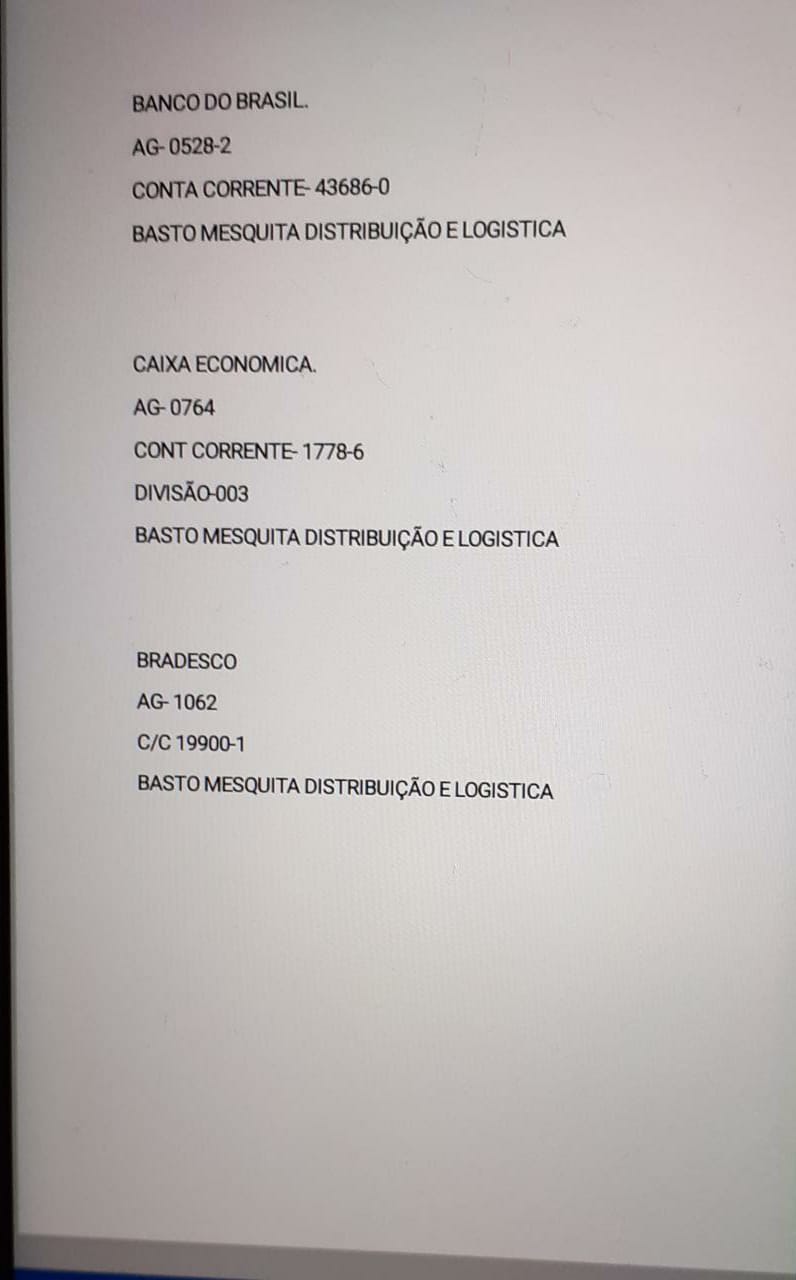 BANCO DO BRASIL.
AG- 0528-2
CONTA CORRENTE- 43686-0
BASTO MESQUITA DISTRIBUIÇÃO E LOGISTICA
CAIXA ECONOMICA.
AG- 0764
CONT CORRENTE- 1778-6
DIVISÃO-003
BASTO MESQUITA DISTRIBUIÇÃO E LOGISTICA
BRADESCO
AG- 1062
C/C 19900-1
BASTO MESQUITA DISTRIBUIÇÃO E LOGISTICA